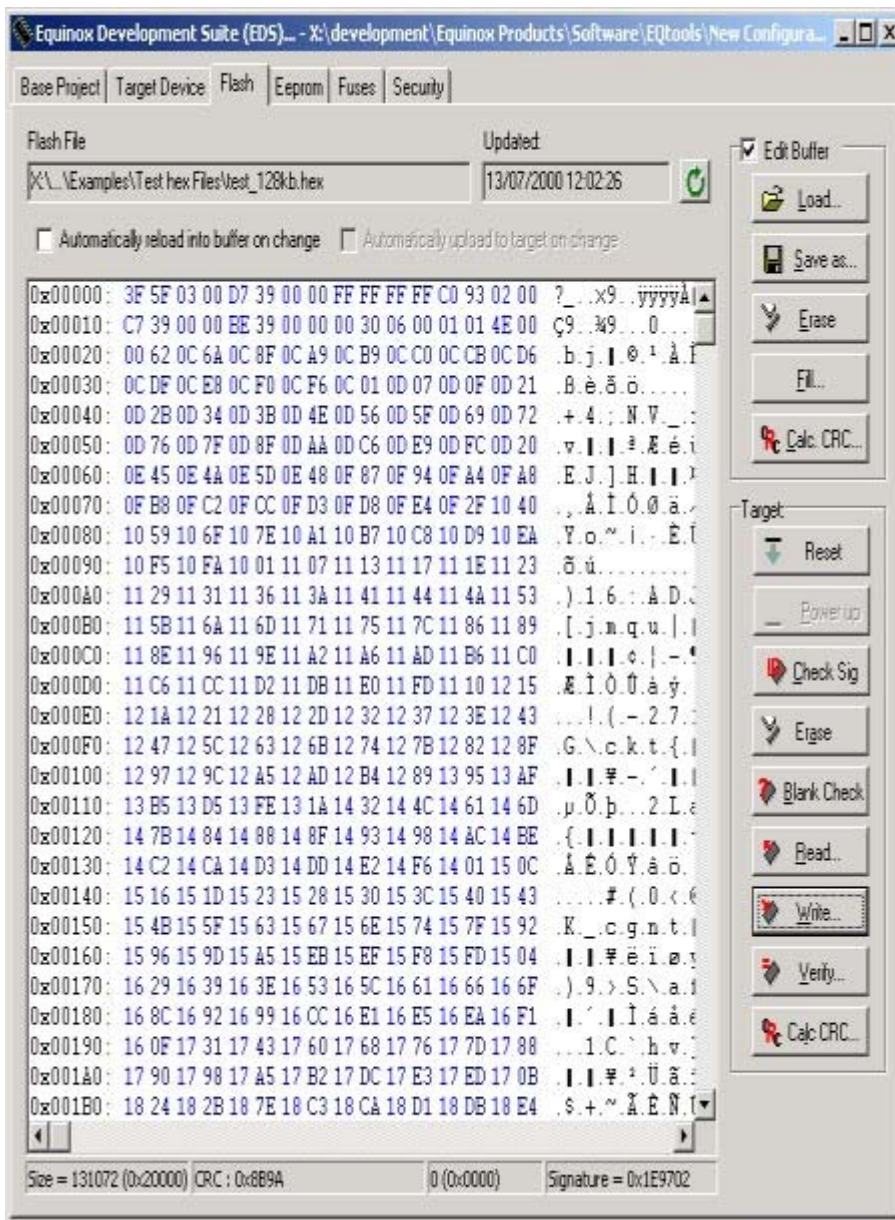 Equinox Development Suite (EDS)... - X:\development\Equinox Products\Software\EQtools\New Configura...
Base Project Target Device Flash Eeprom Fuses Security
Flash File Updated:
X:\...\Examples\Test hex Files\test_128kb.hex 13/07/2000 12:02:26
Automatically reload into buffer on change Automatically upload to target on change
0x00000: 3F 5F 03 00 D7 39 00 00 FF FF FF FF C0 93 02 00 ?_..×9..ÿÿÿÿÀ
0x00010: C7 39 00 00 BE 39 00 00 00 30 06 00 01 01 4E 00 Ç9..¾9...0...
0x00020: 00 62 0C 6A 0C 8F 0C A9 0C B9 0C C0 0C CB 0C D6
0x00030: 0C DF 0C E8 0C F0 0C F6 0C 01 0D 07 0D 0F 0D 21
0x00040: 0D 2B 0D 34 0D 3B 0D 4E 0D 56 0D 5F 0D 69 0D 72 .+.4.;.N.V._.
0x00050: 0D 76 0D 7F 0D 8F 0D AA 0D C6 0D E9 0D FC 0D 20
0x00060: 0E 45 0E 4A 0E 5D 0E 48 0F 87 0F 94 0F A4 0F A8
0x00070: 0F B8 0F C2 0F CC 0F D3 0F D8 0F E4 0F 2F 10 40
0x00080: 10 59 10 6F 10 7E 10 A1 10 B7 10 C8 10 D9 10 EA
0x00090: 10 F5 10 FA 10 01 11 07 11 13 11 17 11 1E 11 23
0x000A0: 11 29 11 31 11 36 11 3A 11 41 11 44 11 4A 11 53 .).1.6.:.A.D.J
0x000B0: 11 5B 11 6A 11 6D 11 71 11 75 11 7C 11 86 11 89 .[.j.m.q.u.|.
0x000C0: 11 8E 11 96 11 9E 11 A2 11 A6 11 AD 11 B6 11 C0
0x000D0: 11 C6 11 CC 11 D2 11 DB 11 E0 11 FD 11 10 12 15 .Æ.Ì.Ò.Û.à.ý.
0x000E0: 12 1A 12 21 12 28 12 2D 12 32 12 37 12 3E 12 43 ...!.(.-.2.7.
0x000F0: 12 47 12 5C 12 63 12 6B 12 74 12 7B 12 82 12 8F .G.\.c.k.t.{.
0x00100: 12 97 12 9C 12 A5 12 AD 12 B4 12 89 13 95 13 AF
0x00110: 13 B5 13 D5 13 FE 13 1A 14 32 14 4C 14 61 14 6D .µ.Õ.þ...2.L.
0x00120: 14 7B 14 84 14 88 14 8F 14 93 14 98 14 AC 14 BE
0x00130: 14 C2 14 CA 14 D3 14 DD 14 E2 14 F6 14 01 15 0C .Â.Ê.Ó.Ý.â.ö.
0x00140: 15 16 15 1D 15 23 15 28 15 30 15 3C 15 40 15 43 .....#.(.0.<.
0x00150: 15 4B 15 5F 15 63 15 67 15 6E 15 74 15 7F 15 92 .K._.c.g.n.t.
0x00160: 15 96 15 9D 15 A5 15 EB 15 EF 15 F8 15 FD 15 04
0x00170: 16 29 16 39 16 3E 16 53 16 5C 16 61 16 66 16 6F .).9.>.S.\.a.
0x00180: 16 8C 16 92 16 99 16 CC 16 E1 16 E5 16 EA 16 F1
0x00190: 16 0F 17 31 17 43 17 60 17 68 17 76 17 7D 17 88 ...1.C.`.h.v.
0x001A0: 17 90 17 98 17 A5 17 B2 17 DC 17 E3 17 ED 17 0B
0x001B0: 18 24 18 2B 18 7E 18 C3 18 CA 18 D1 18 DB 18 E4 .$.+.~.Ã.Ê.Ñ.
Size = 131072 (0x20000) CRC : 0x8B9A 0 (0x0000) Signature = 0x1E9702
Edit Buffer
Load...
Save as...
Erase
Fill...
Calc. CRC...
Target:
Reset
Power up
Check Sig
Erase
Blank Check
Read...
Write...
Verify...
Calc CRC...